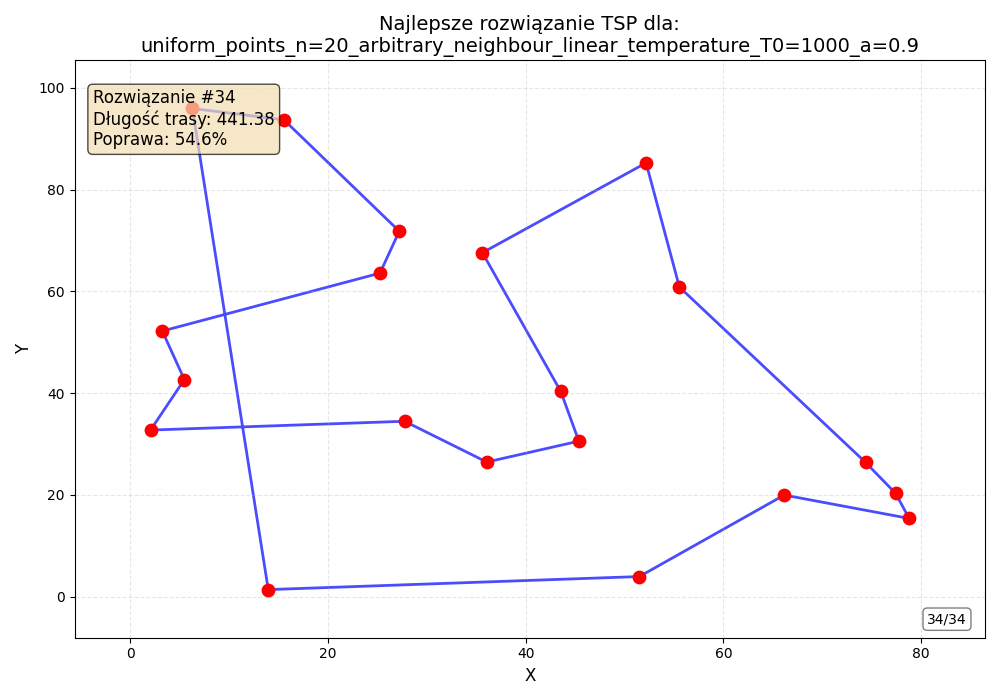 Najlepsze rozwiązanie TSP dla:
uniform_points_n=20_arbitrary_neighbour_linear_temperature_T0=1000_a=0.9
Rozwiązanie #34
Długość trasy: 441.38
Poprawa: 54.6%
100
80
60
40
20
0
Y
34/34
0 20 40 60 80
X